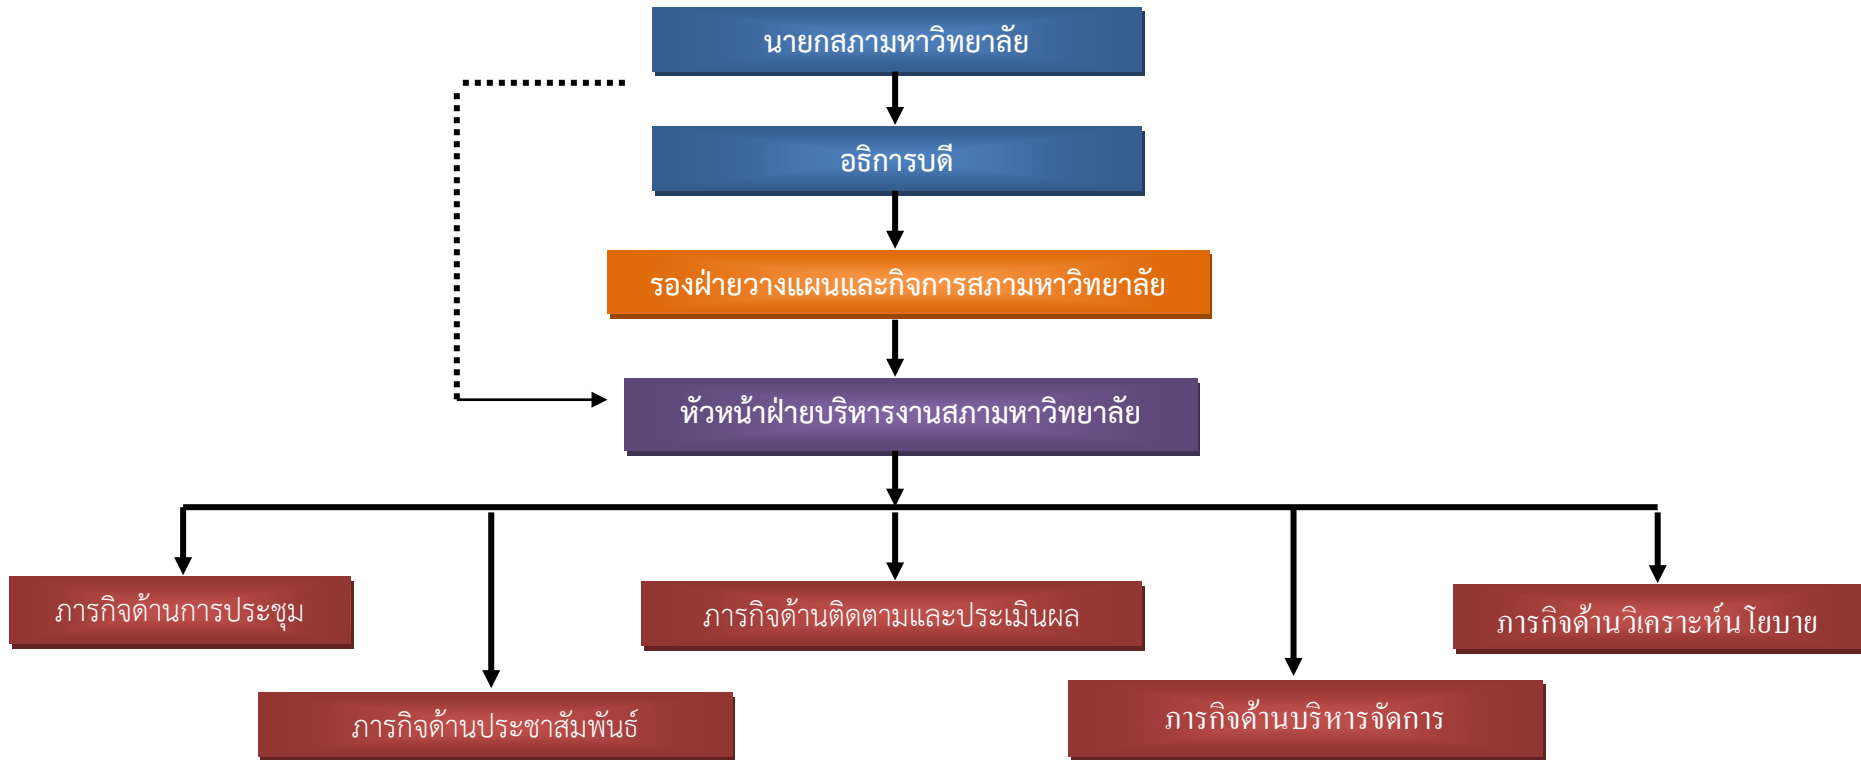 นายกสภามหาวิทยาลัย
อธิการบดี
รองฝ่ายวางแผนและกิจการสภามหาวิทยาลัย
หัวหน้าฝ่ายบริหารงานสภามหาวิทยาลัย
ภารกิจด้านการประชุม
ภารกิจด้านติดตามและประเมินผล
ภารกิจด้านวิเคราะห์นโยบาย
ภารกิจด้านประชาสัมพันธ์
ภารกิจด้านบริหารจัดการ